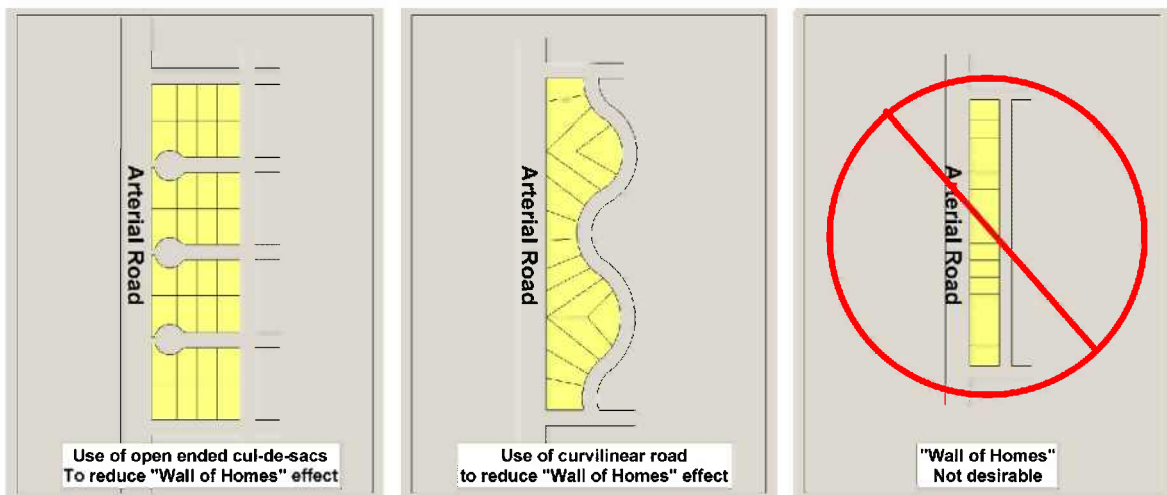 Arterial Road
Use of open ended cul-de-sacs
To reduce "Wall of Homes" effect
Arterial Road
Use of curvilinear road
to reduce "Wall of Homes" effect
Arterial Road
"Wall of Homes"
Not desirable